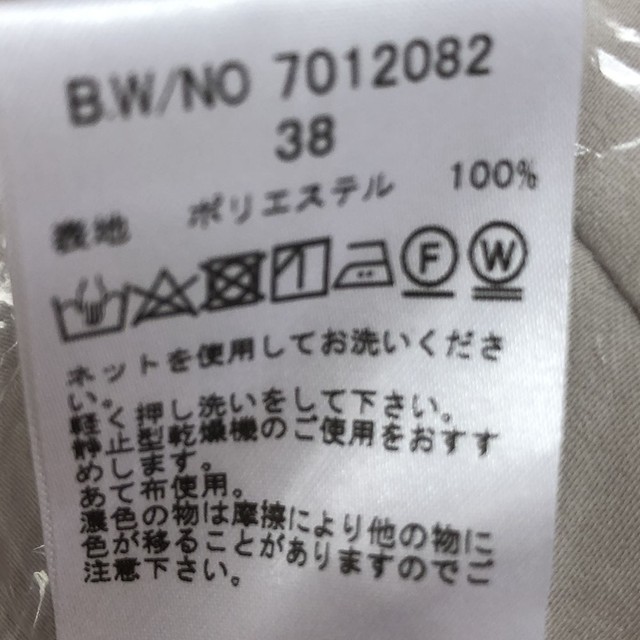 B.W/NO 7012082
38
表地 ポリエステル 100%
F W
ネットを使用してお洗いくださ
い。
軽く押し洗いをして下さい。
静止型乾燥機のご使用をおすす
めします。
あて布使用。
濃色の物は摩擦により他の物に
色が移ることがありますのでご
注意下さい。